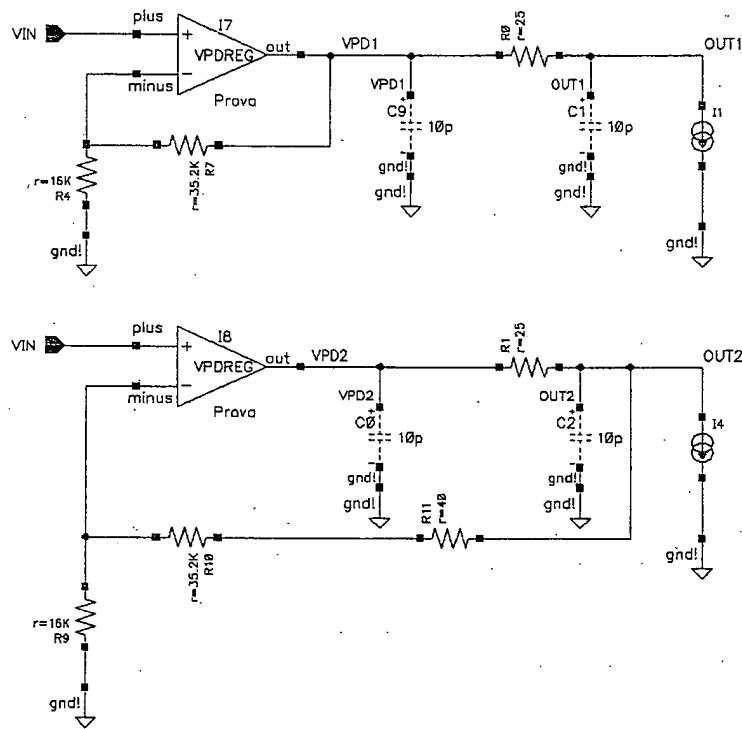 plus
I7
VIN
+
VPDREG
out
VPD1
R0
r=25
OUT1
−
minus
Prova
VPD1
+
C9
10p
−
gnd!
gnd!
OUT1
+
C1
10p
−
gnd!
gnd!
I1
gnd!
r=16K
R4
r=35.2K
R7
gnd!
plus
I8
VIN
+
VPDREG
out
VPD2
R1
r=25
OUT2
−
minus
Prova
VPD2
+
C0
10p
−
gnd!
gnd!
OUT2
+
C2
10p
−
gnd!
gnd!
I4
gnd!
R11
r=40
r=35.2K
R10
r=16K
R9
gnd!